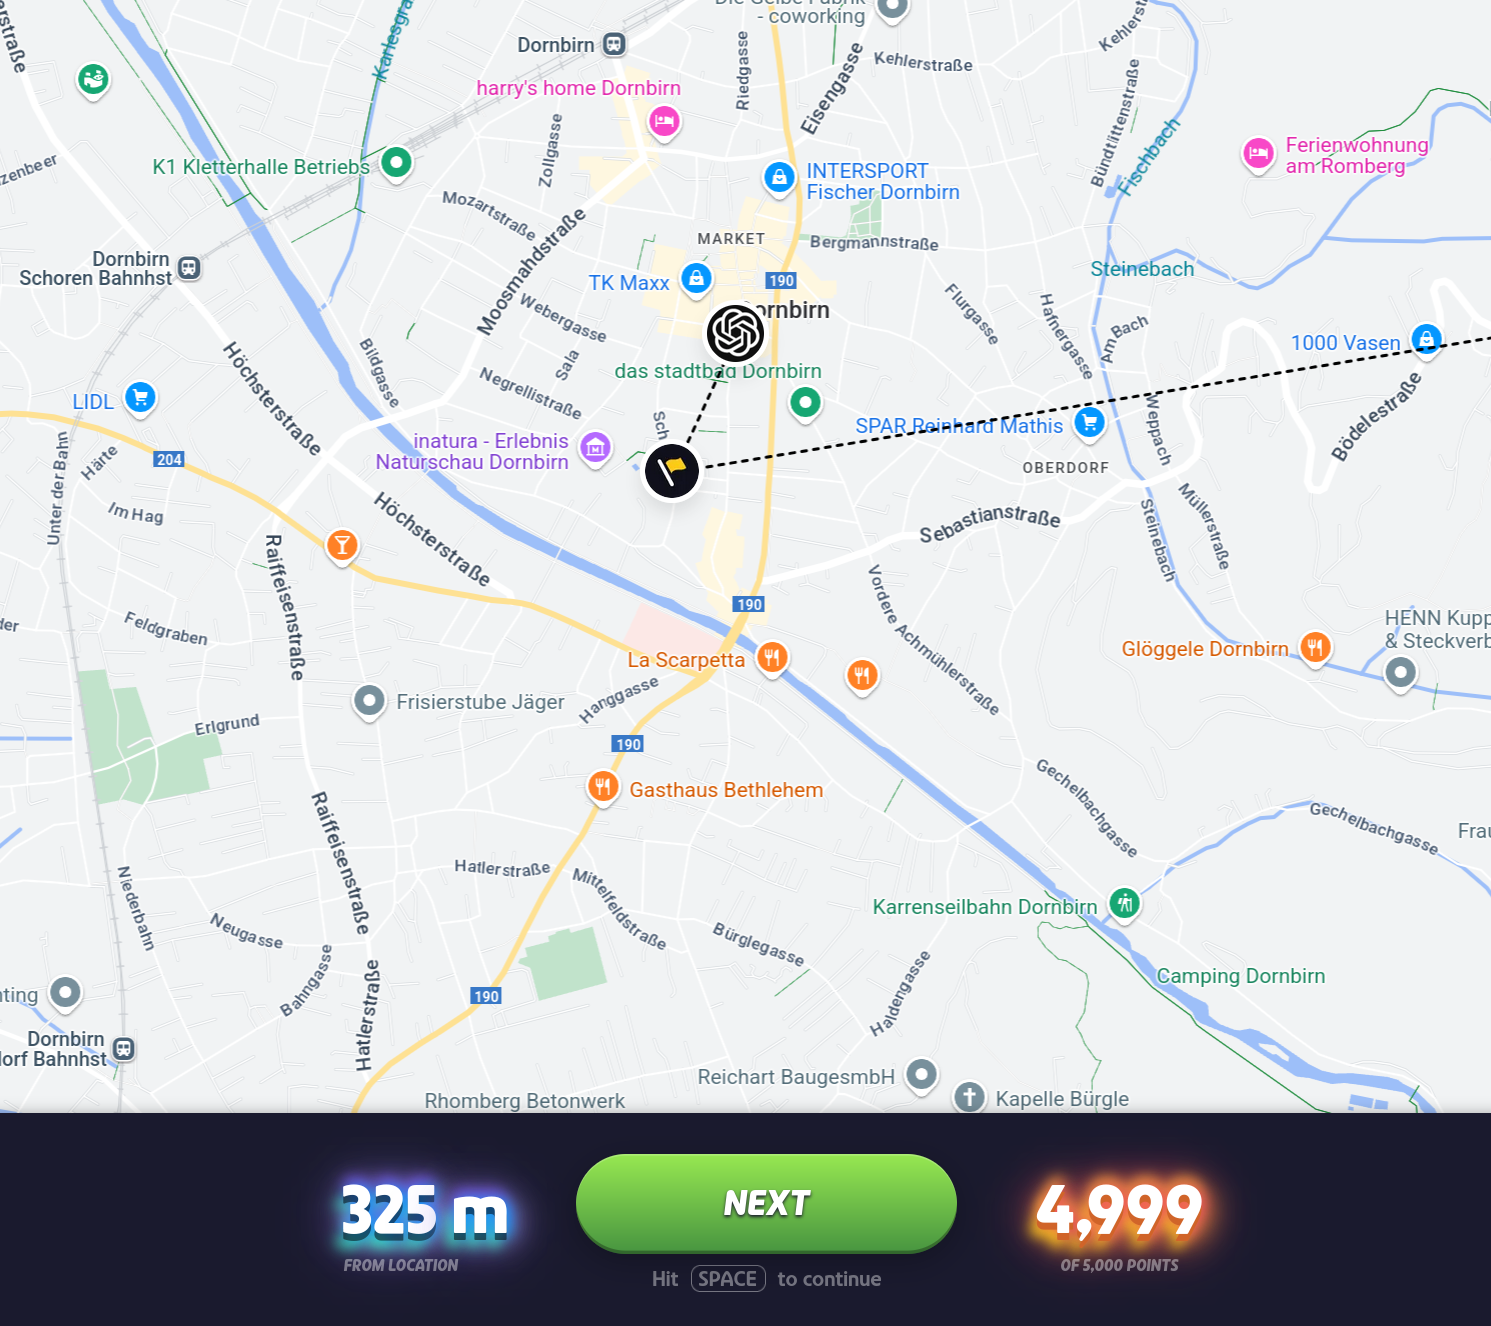 - coworking
Dornbirn
Karlesgra
Riedgasse
Eisengasse
Kehlerstraße
Kehlerst
erstraße
harry's home Dornbirn
Zollgasse
Bündtlittenstraße
Fischbach
Ferienwohnung
am Romberg
K1 Kletterhalle Betriebs
zenbeer
INTERSPORT
Fischer Dornbirn
Mozartstraße
Moosmahdstraße
MARKET
Bergmannstraße
Dornbirn
Schoren Bahnhst
TK Maxx
190
Steinebach
ornbirn
Webergasse
Flurgasse
Hafnergasse
Am Bach
1000 Vasen
Höchsterstraße
Bildgasse
Sala
Negrellistraße
das stadtbad Dornbirn
LIDL
Sch
SPAR Reinhard Mathis
Weppach
Bödelestraße
inatura - Erlebnis
Naturschau Dornbirn
204
Härte
Unter der Bahn
OBERDORF
Im Hag
Höchsterstraße
Sebastianstraße
Müllerstraße
Steinebach
Raiffeisenstraße
190
Vordere Achmühlerstraße
der
Feldgraben
HENN Kupp
& Steckverb
Glöggele Dornbirn
La Scarpetta
Hanggasse
Frisierstube Jäger
Erlgrund
190
Gasthaus Bethlehem
Gechelbachgasse
Gechelbachgasse
Frau
Raiffeisenstraße
Hatlerstraße
Mittelfeldstraße
Niederbahn
Neugasse
Bürglegasse
Karrenseilbahn Dornbirn
Bahngasse
Hatlerstraße
190
Haldengasse
Camping Dornbirn
nting
Dornbirn
dorf Bahnhst
Reichart BaugesmbH
Rhomberg Betonwerk
Kapelle Bürgle
325 m
FROM LOCATION
NEXT
Hit SPACE to continue
4,999
OF 5,000 POINTS